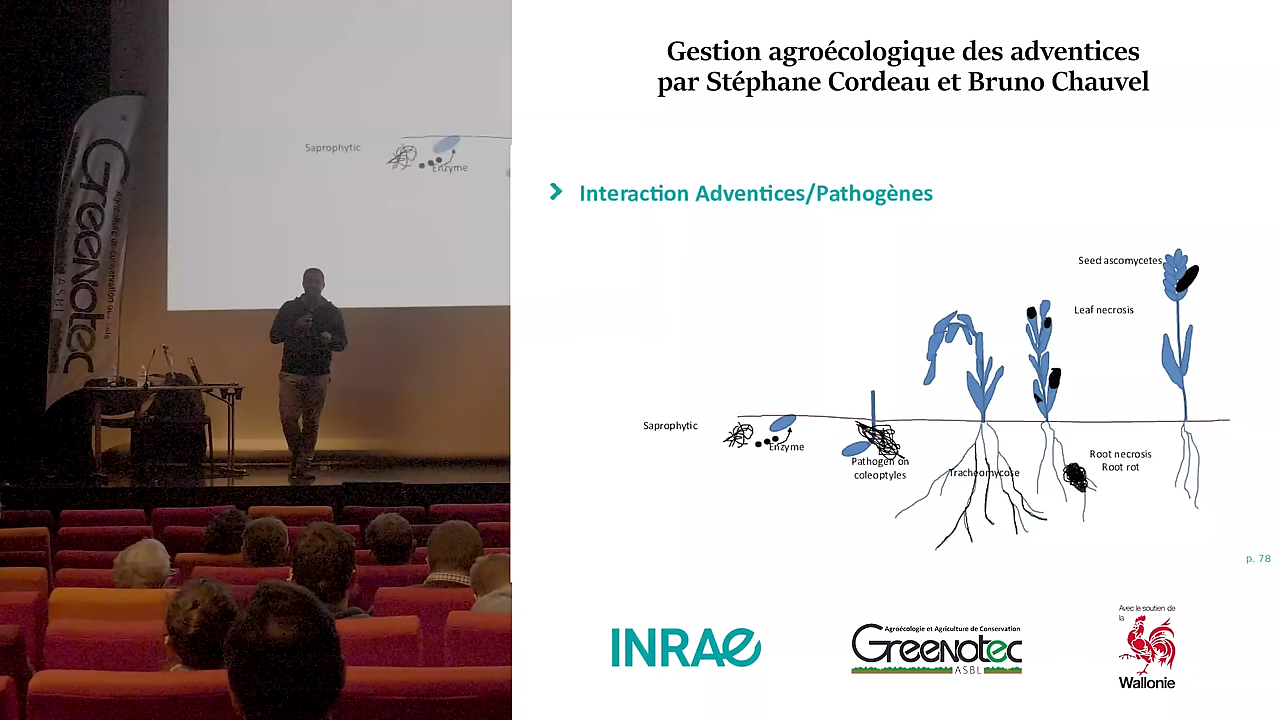 Gestion agroécologique des adventices
par Stéphane Cordeau et Bruno Chauvel
Interaction Adventices/Pathogènes
Seed ascomycetes
Leaf necrosis
Saprophytic
Enzyme
Pathogen on
coleoptyles
Tracheomycose
Root necrosis
Root rot
p. 78
INRAE
Agroécologie et Agriculture de Conservation
Greenotec
ASBL
Avec le soutien de
la
Wallonie
Saprophytic
Enzyme
Greenotec